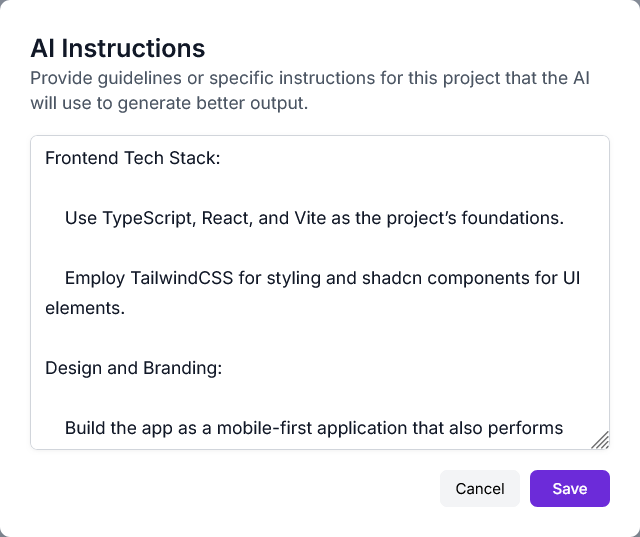 AI Instructions
Provide guidelines or specific instructions for this project that the AI
will use to generate better output.
Frontend Tech Stack:
Use TypeScript, React, and Vite as the project’s foundations.
Employ TailwindCSS for styling and shadcn components for UI
elements.
Design and Branding:
Build the app as a mobile-first application that also performs
Cancel
Save